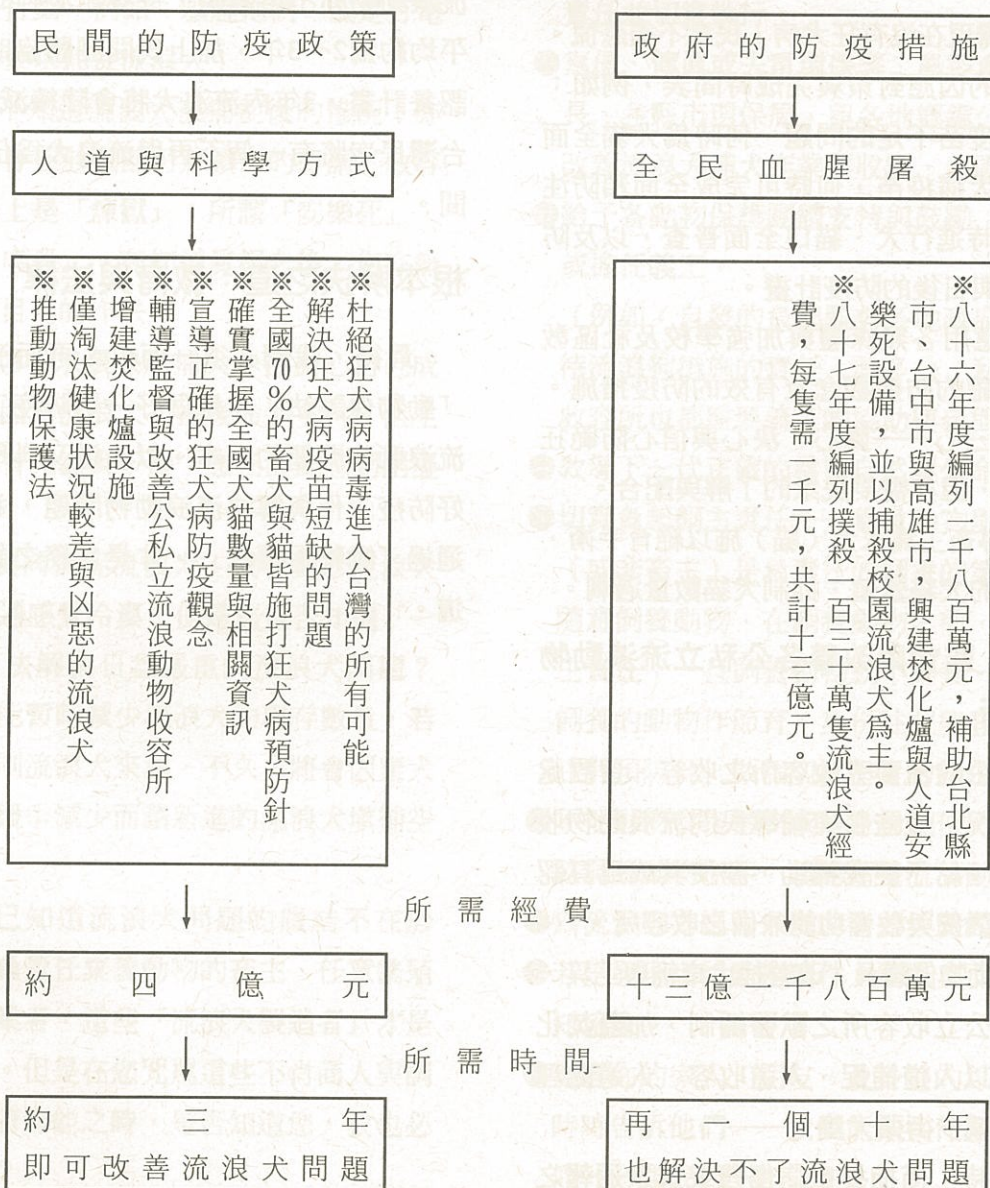 民間的防疫政策
政府的防疫措施
人道與科學方式
全民血腥屠殺
※杜絕狂犬病病毒進入台灣的所有可能
※解決狂犬病疫苗短缺的問題
※全國70%的畜犬與貓皆施打狂犬病預防針
※確實掌握全國犬貓數量與相關資訊
※宣導正確的狂犬病防疫觀念
※輔導監督與改善公私立流浪動物收容所
※增建焚化爐設施
※僅淘汰健康狀況較差與凶惡的流浪犬
※推動動物保護法
※八十六年度編列一千八百萬元，補助台北縣
市、台中市與高雄市，興建焚化爐與人道安
樂死設備，並以捕殺校園流浪犬爲主。
※八十七年度編列撲殺一百三十萬隻流浪犬經
費，每隻需一千元，共計十三億元。
所需經費
約四億元
十三億一千八百萬元
所需時間
約三年
即可改善流浪犬問題
再一個十年
也解決不了流浪犬問題